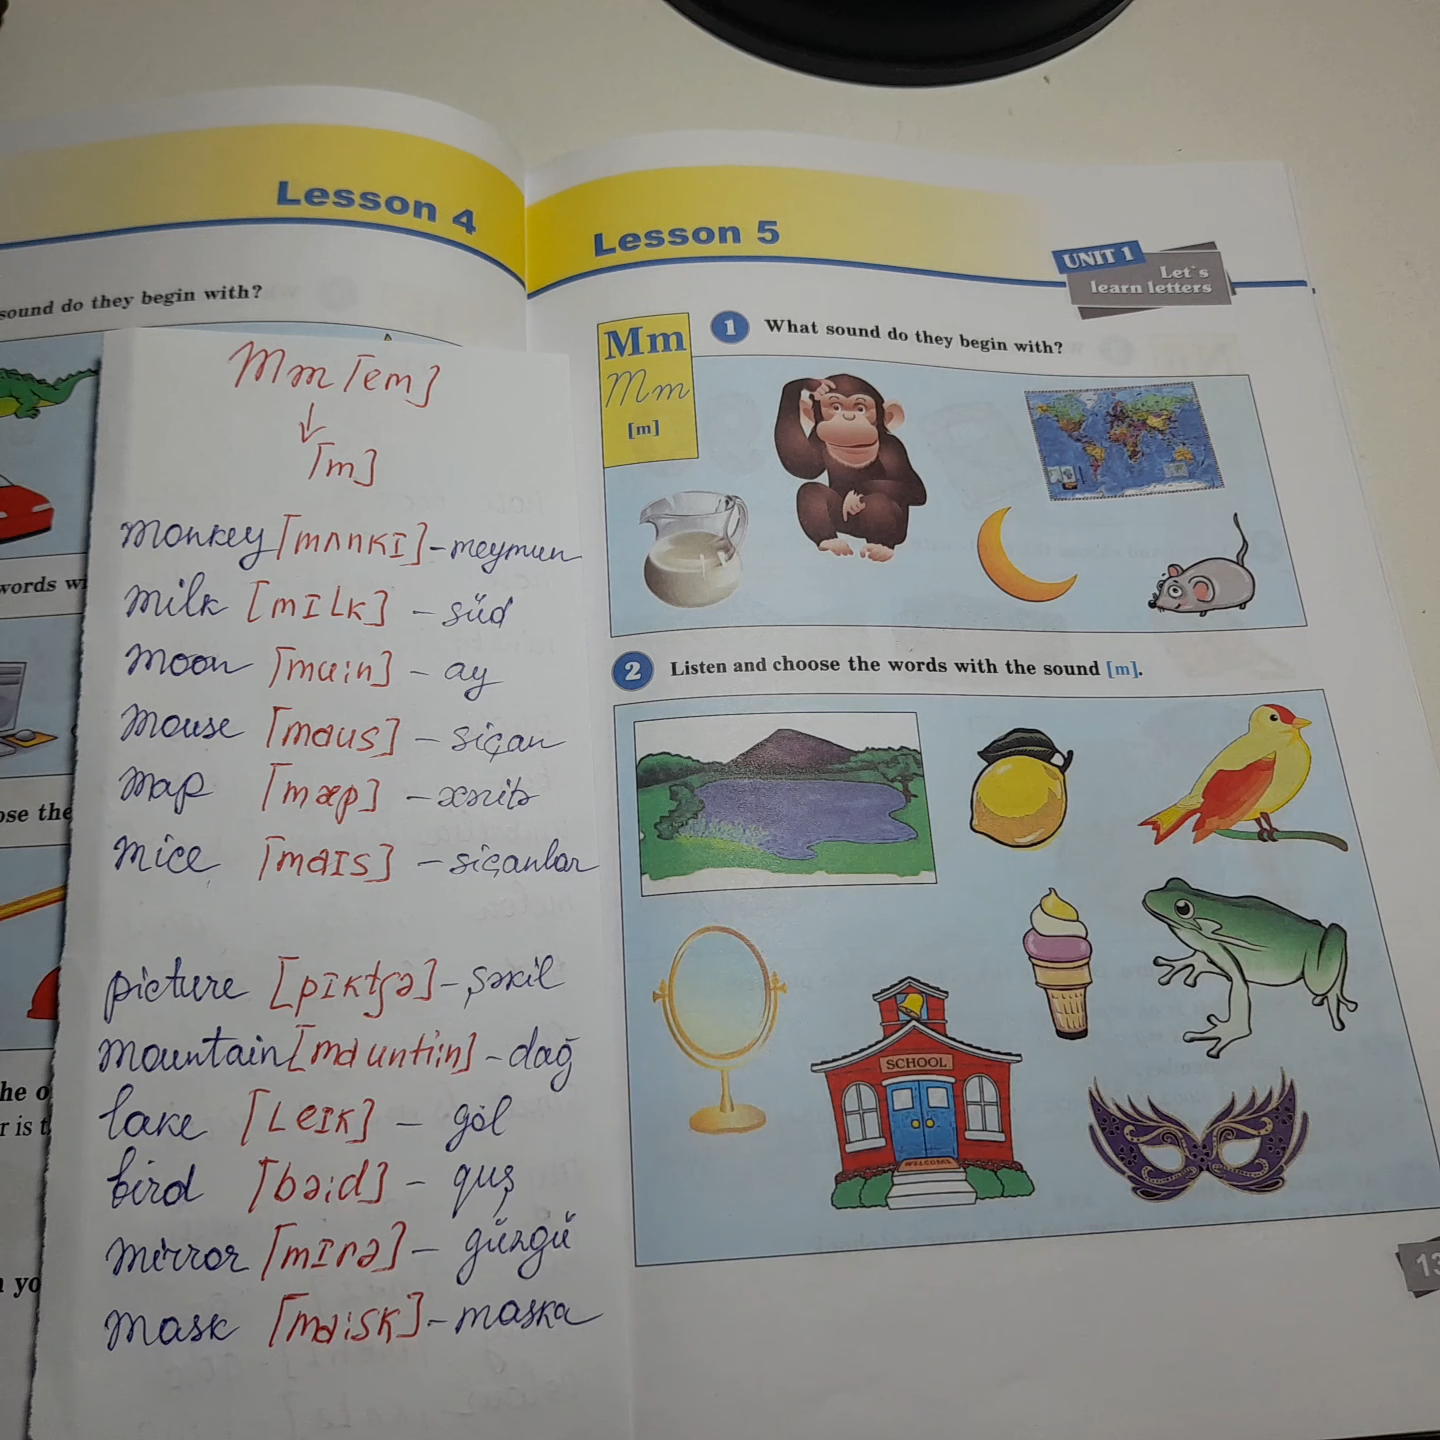 Lesson 4
sound do they begin with?
words wi
ose the
he o
r is t
n yo
Mm [em]
↓
[m]
monkey [mʌnkɪ] – meymun
milk [mɪlk] – süd
moon [mu:n] – ay
mouse [maus] – siçan
map [mæp] – xəritə
mice [maɪs] – siçanlar
picture [pɪktʃə] – şəkil
mountain [mauntin] – dağ
lake [leɪk] – göl
bird [bə:d] – quş
mirror [mɪrə] – güzgü
mask [ma:sk] – maska
Lesson 5
UNIT 1
Let's
learn letters
Mm
Mm
[m]
1 What sound do they begin with?
2 Listen and choose the words with the sound [m].
SCHOOL
WELCOME
13